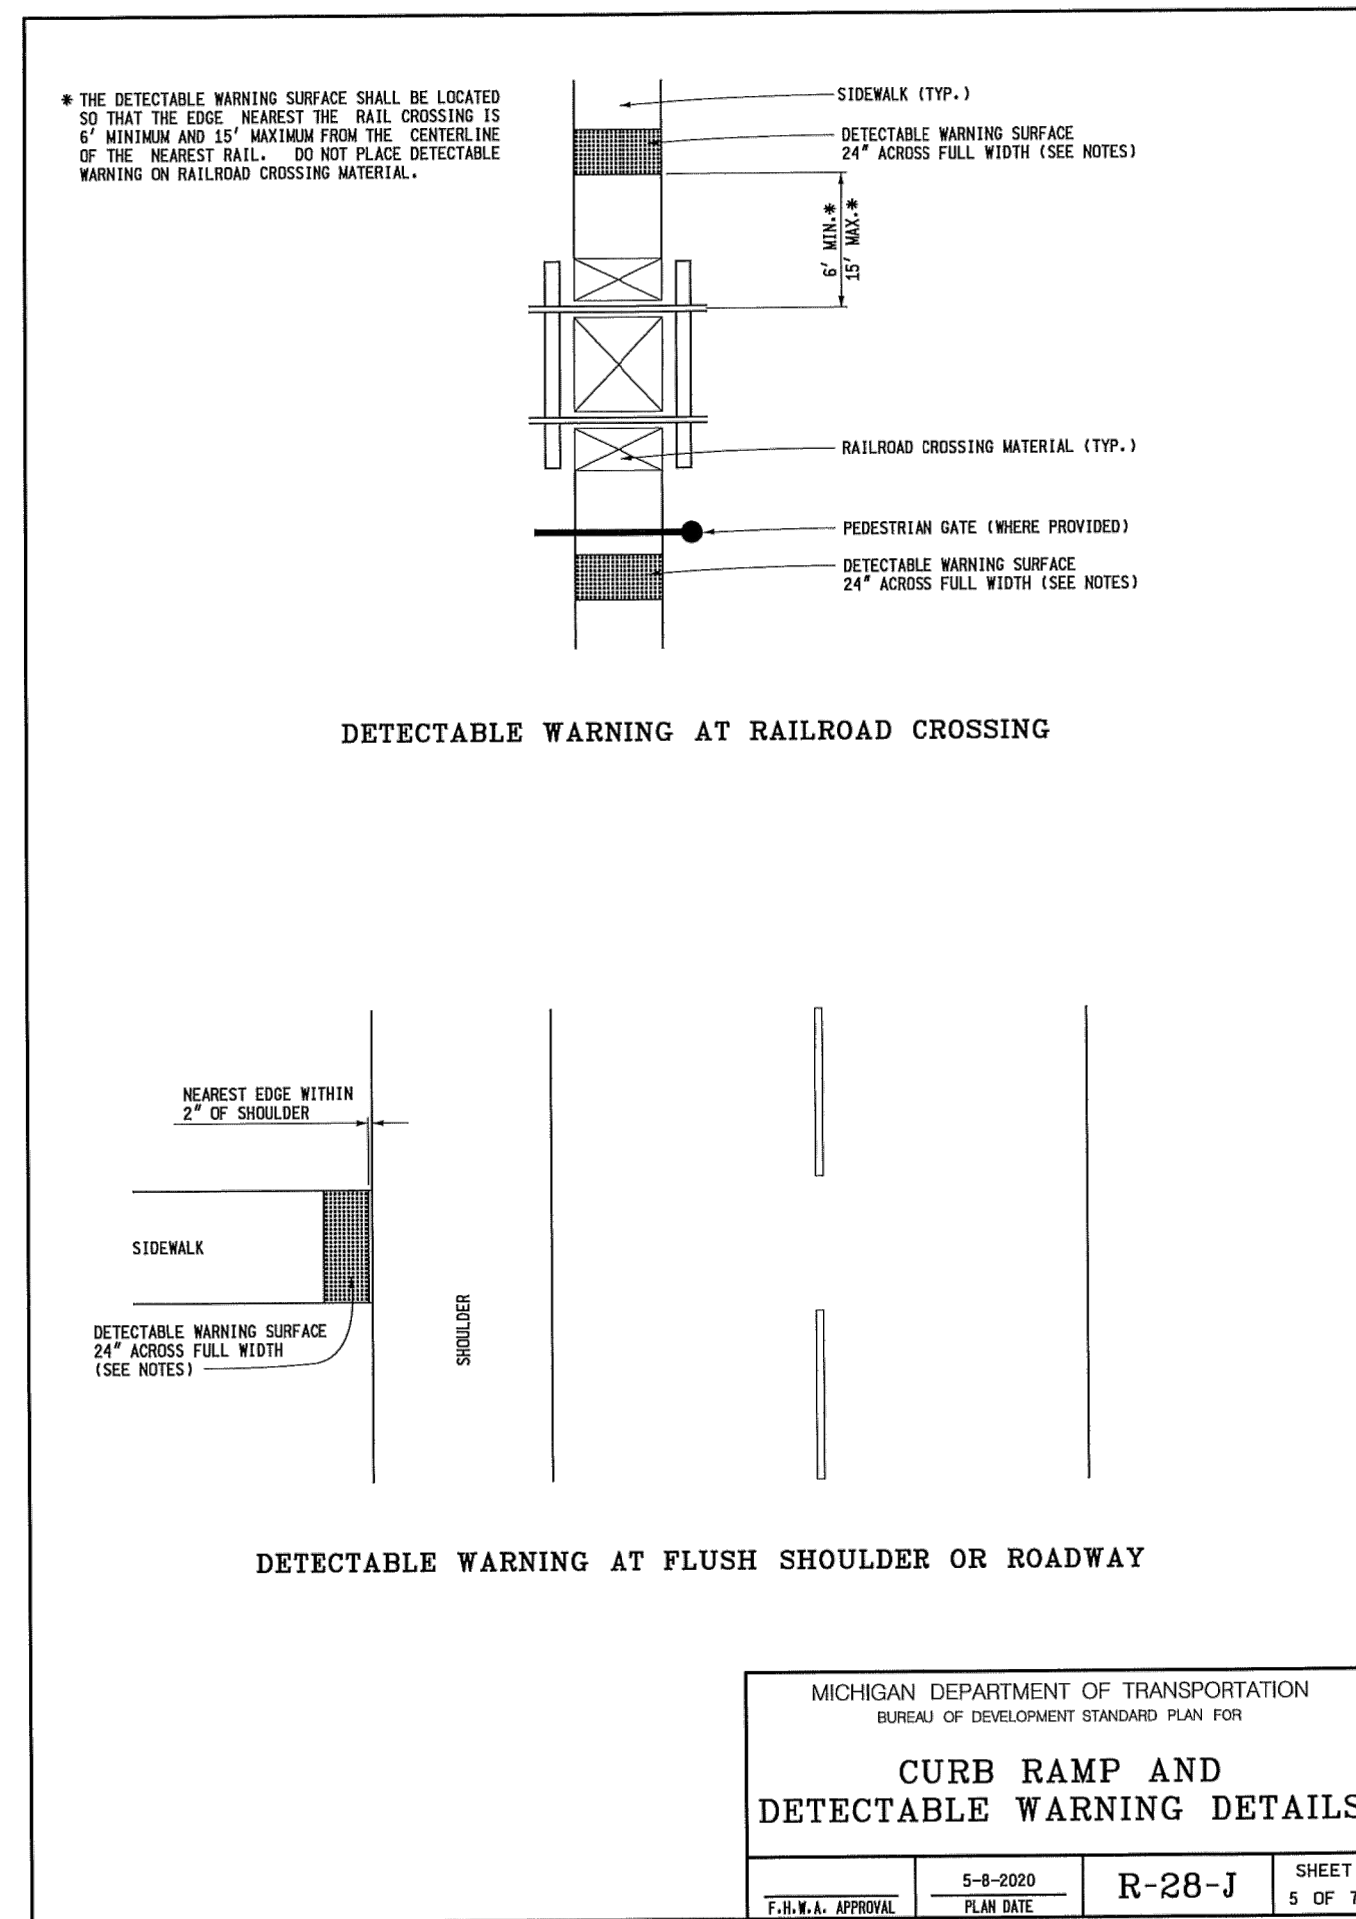 * THE DETECTABLE WARNING SURFACE SHALL BE LOCATED
SO THAT THE EDGE NEAREST THE RAIL CROSSING IS
6' MINIMUM AND 15' MAXIMUM FROM THE CENTERLINE
OF THE NEAREST RAIL. DO NOT PLACE DETECTABLE
WARNING ON RAILROAD CROSSING MATERIAL.
SIDEWALK (TYP.)
DETECTABLE WARNING SURFACE
24" ACROSS FULL WIDTH (SEE NOTES)
6' MIN.*
15' MAX.*
RAILROAD CROSSING MATERIAL (TYP.)
PEDESTRIAN GATE (WHERE PROVIDED)
DETECTABLE WARNING SURFACE
24" ACROSS FULL WIDTH (SEE NOTES)
DETECTABLE WARNING AT RAILROAD CROSSING
NEAREST EDGE WITHIN
2" OF SHOULDER
SIDEWALK
SHOULDER
DETECTABLE WARNING SURFACE
24" ACROSS FULL WIDTH
(SEE NOTES)
DETECTABLE WARNING AT FLUSH SHOULDER OR ROADWAY
MICHIGAN DEPARTMENT OF TRANSPORTATION
BUREAU OF DEVELOPMENT STANDARD PLAN FOR
CURB RAMP AND
DETECTABLE WARNING DETAILS
F.H.W.A. APPROVAL
5-8-2020
PLAN DATE
R-28-J
SHEET
5 OF 7